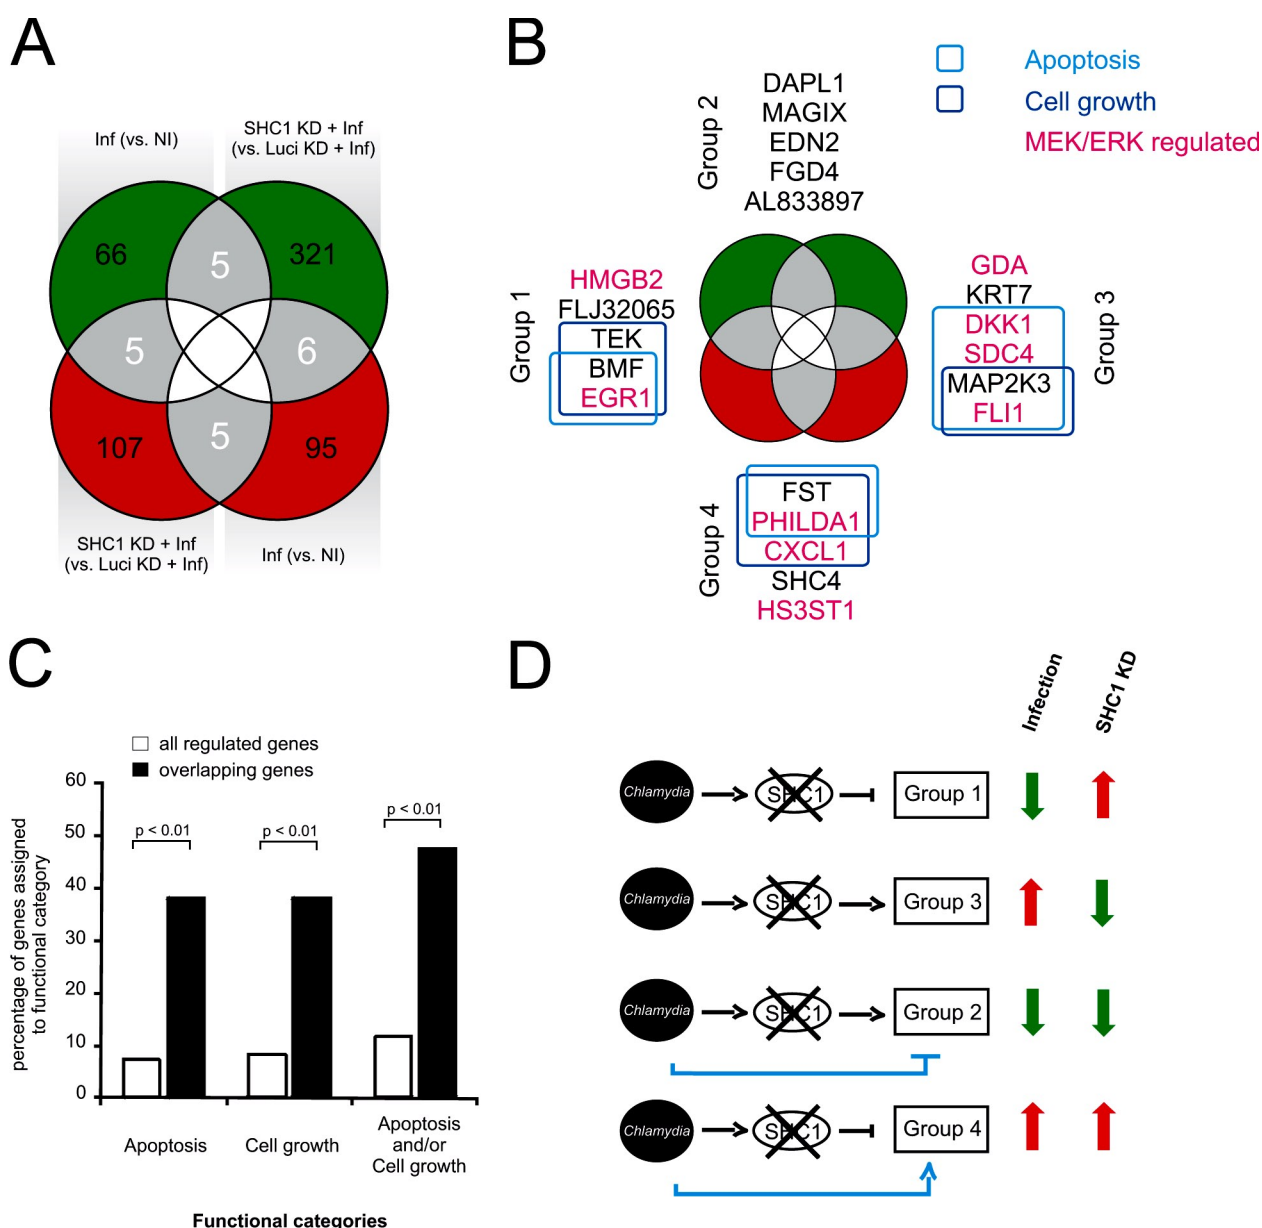 A
Inf (vs. NI)
SHC1 KD + Inf
(vs. Luci KD + Inf)
66
5
321
5
6
107
5
95
SHC1 KD + Inf
(vs. Luci KD + Inf)
Inf (vs. NI)
B
Apoptosis
Cell growth
MEK/ERK regulated
Group 2
DAPL1
MAGIX
EDN2
FGD4
AL833897
Group 1
HMGB2
FLJ32065
TEK
BMF
EGR1
GDA
KRT7
DKK1
SDC4
MAP2K3
FLI1
Group 3
Group 4
FST
PHILDA1
CXCL1
SHC4
HS3ST1
C
all regulated genes
overlapping genes
percentage of genes assigned
to functional category
60
50
40
30
20
10
0
p < 0.01
p < 0.01
p < 0.01
Apoptosis
Cell growth
Apoptosis
and/or
Cell growth
Functional categories
D
Infection
SHC1 KD
Chlamydia
SHC1
Group 1
Chlamydia
SHC1
Group 3
Chlamydia
SHC1
Group 2
Chlamydia
SHC1
Group 4